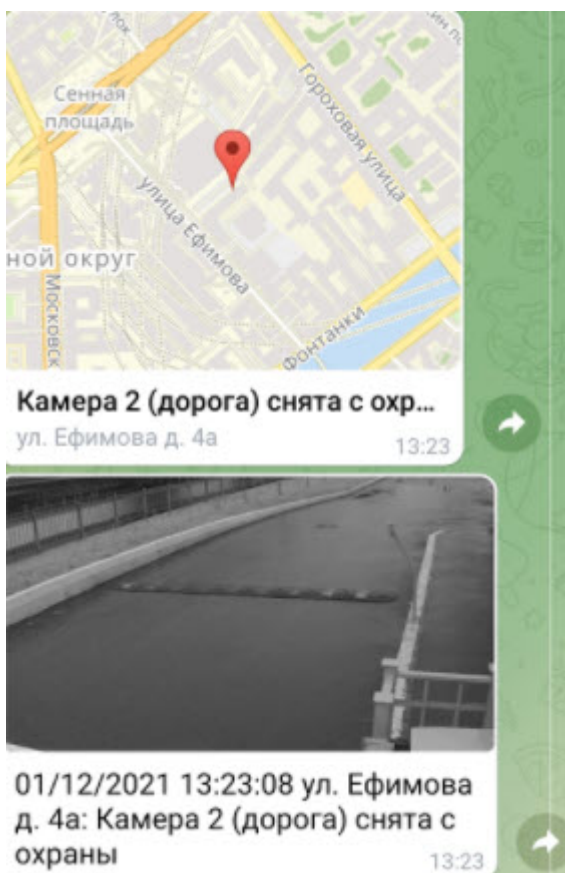 Сенная
площадь
Гороховая улица
улица Ефимова
ной округ
Московск
Фонтанки
Камера 2 (дорога) снята с охр...
ул. Ефимова д. 4а
13:23
01/12/2021 13:23:08 ул. Ефимова
д. 4а: Камера 2 (дорога) снята с
охраны
13:23